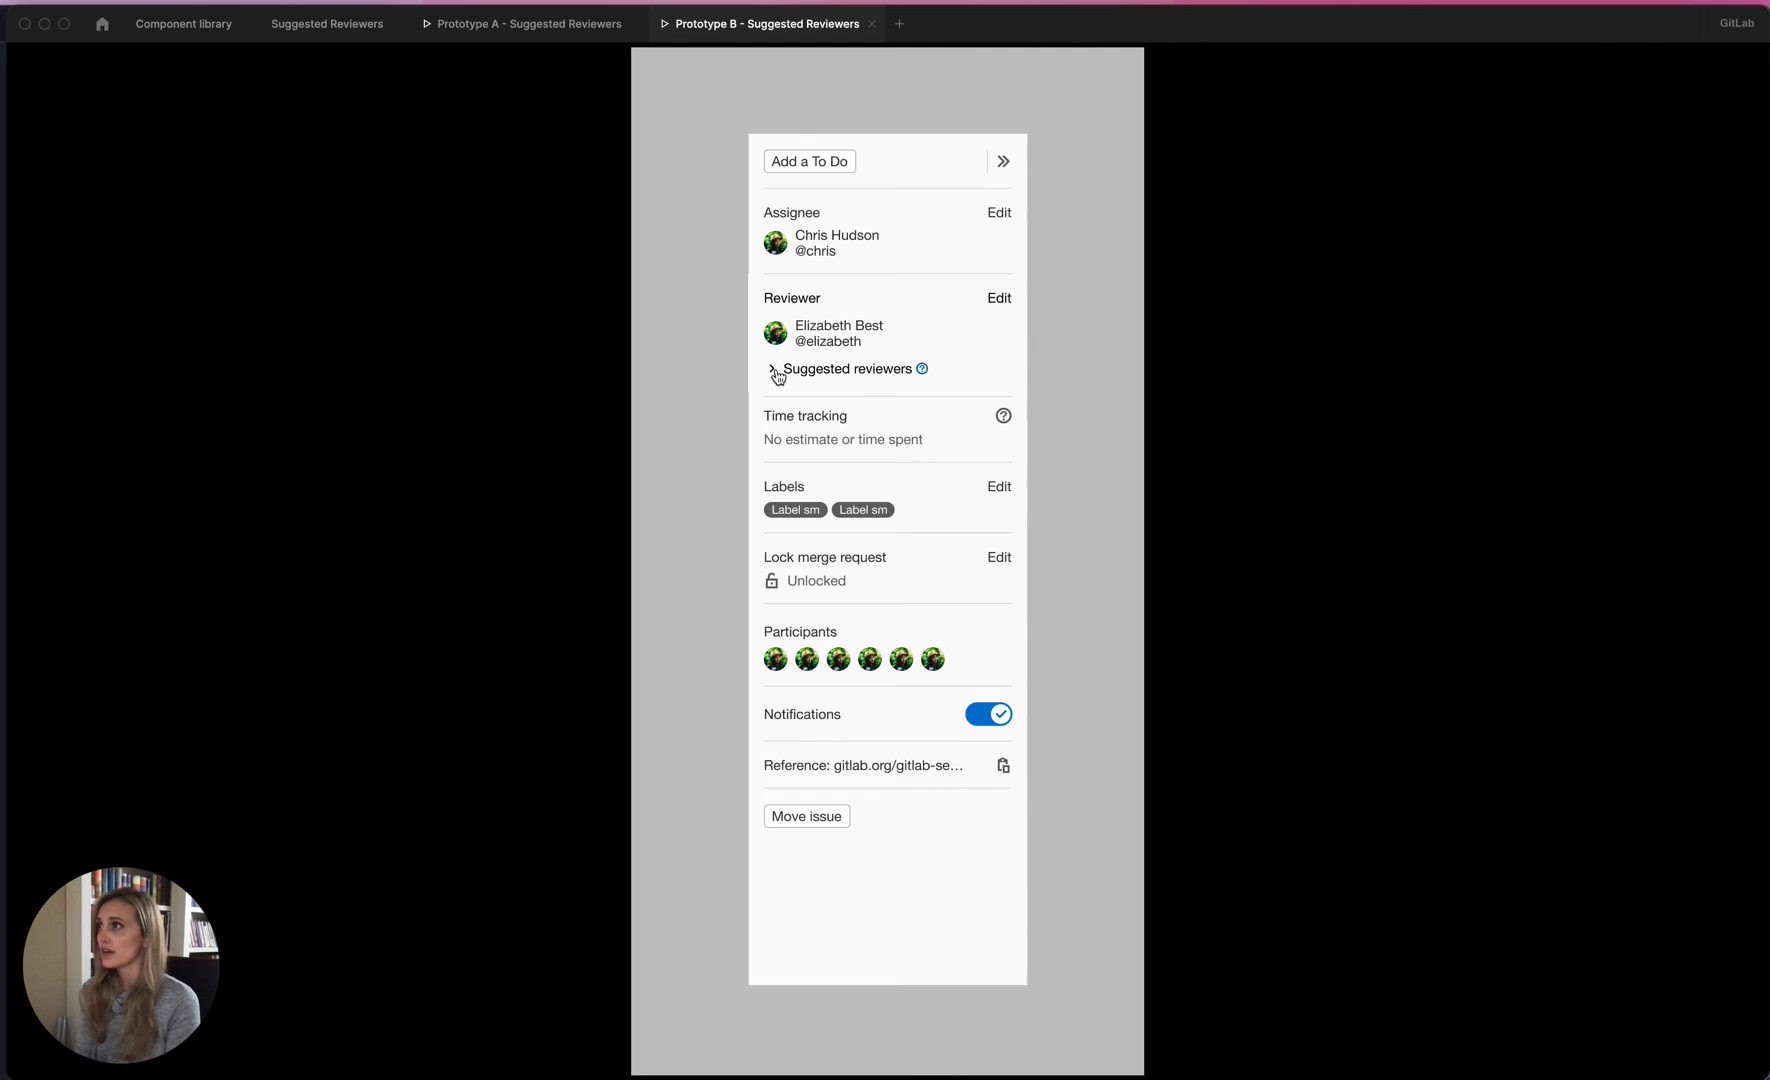 Component library
Suggested Reviewers
Prototype A - Suggested Reviewers
Prototype B - Suggested Reviewers
GitLab
Add a To Do
Assignee
Edit
Chris Hudson
@chris
Reviewer
Edit
Elizabeth Best
@elizabeth
Suggested reviewers
Time tracking
No estimate or time spent
Labels
Edit
Label sm
Label sm
Lock merge request
Edit
Unlocked
Participants
Notifications
Reference: gitlab.org/gitlab-se...
Move issue